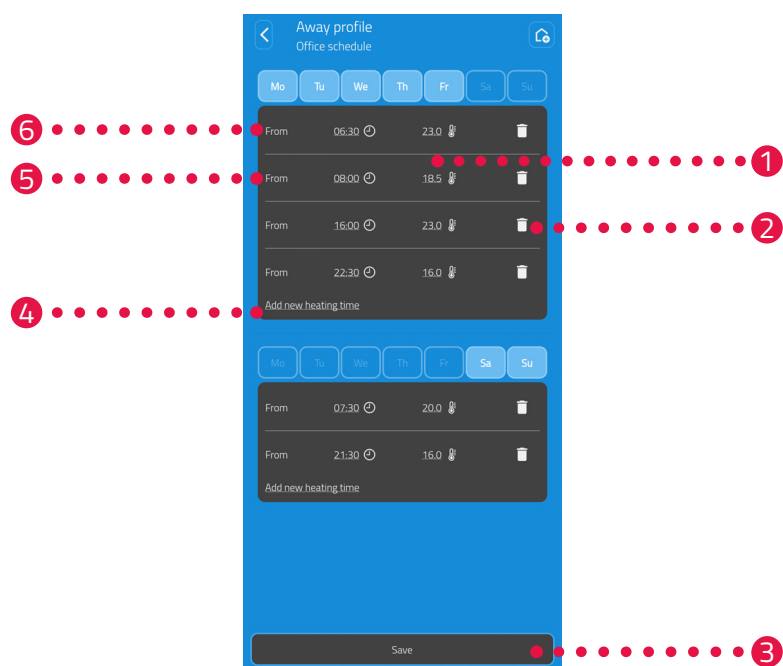 Away profile
Office schedule
Mo Tu We Th Fr Sa Su
6 From 06:30 23.0
1
5 From 08:00 18.5
From 16:00 23.0 2
From 22:30 16.0
4 Add new heating time
Mo Tu We Th Fr Sa Su
From 07:30 20.0
From 21:30 16.0
Add new heating time
Save 3